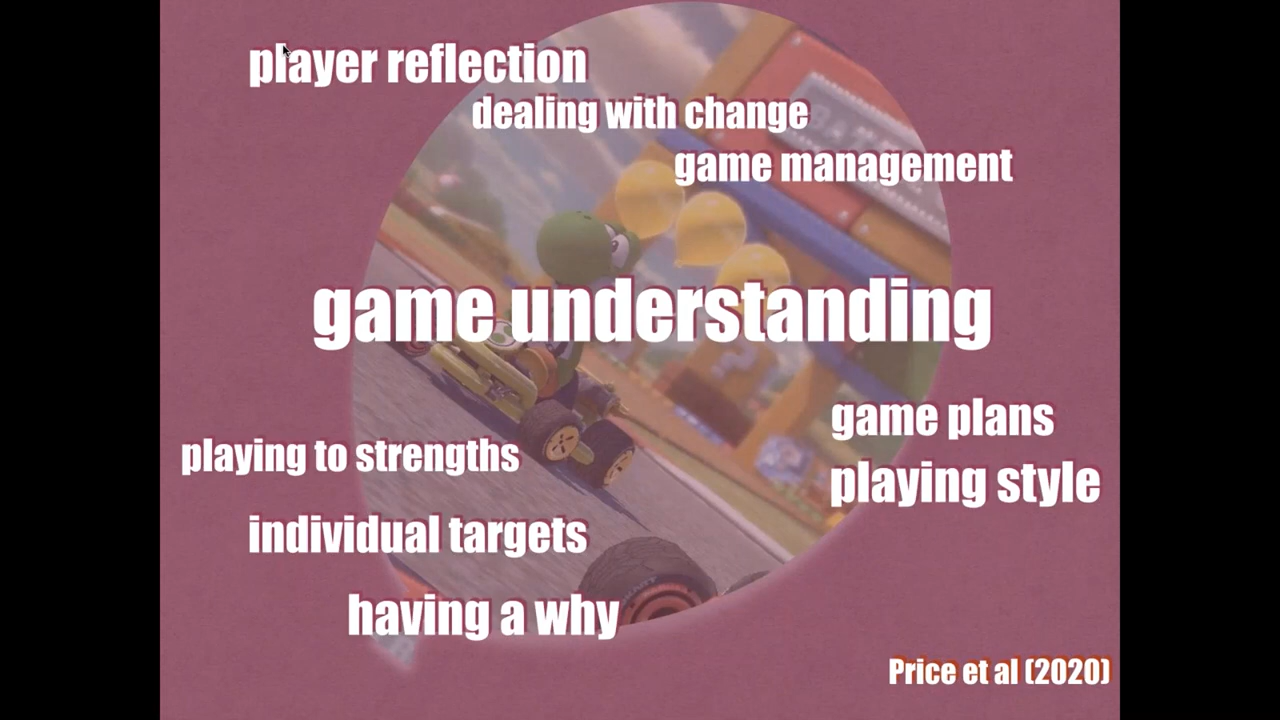 player reflection
dealing with change
game management
game understanding
game plans
playing to strengths
playing style
individual targets
having a why
Price et al (2020)